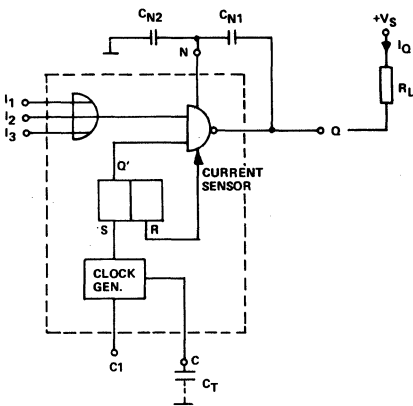 CN2
CN1
+VS
IQ
N
RL
I1
I2
I3
Q
Q'
CURRENT
SENSOR
S
R
CLOCK
GEN.
C1
C
CT